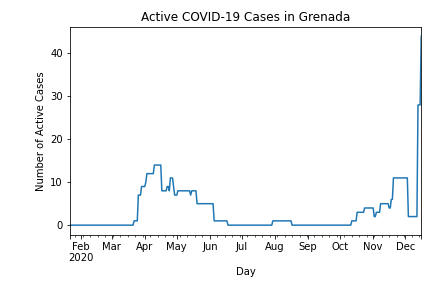 Active COVID-19 Cases in Grenada
Number of Active Cases
40
30
20
10
0
Feb Mar Apr May Jun Jul Aug Sep Oct Nov Dec
2020
Day